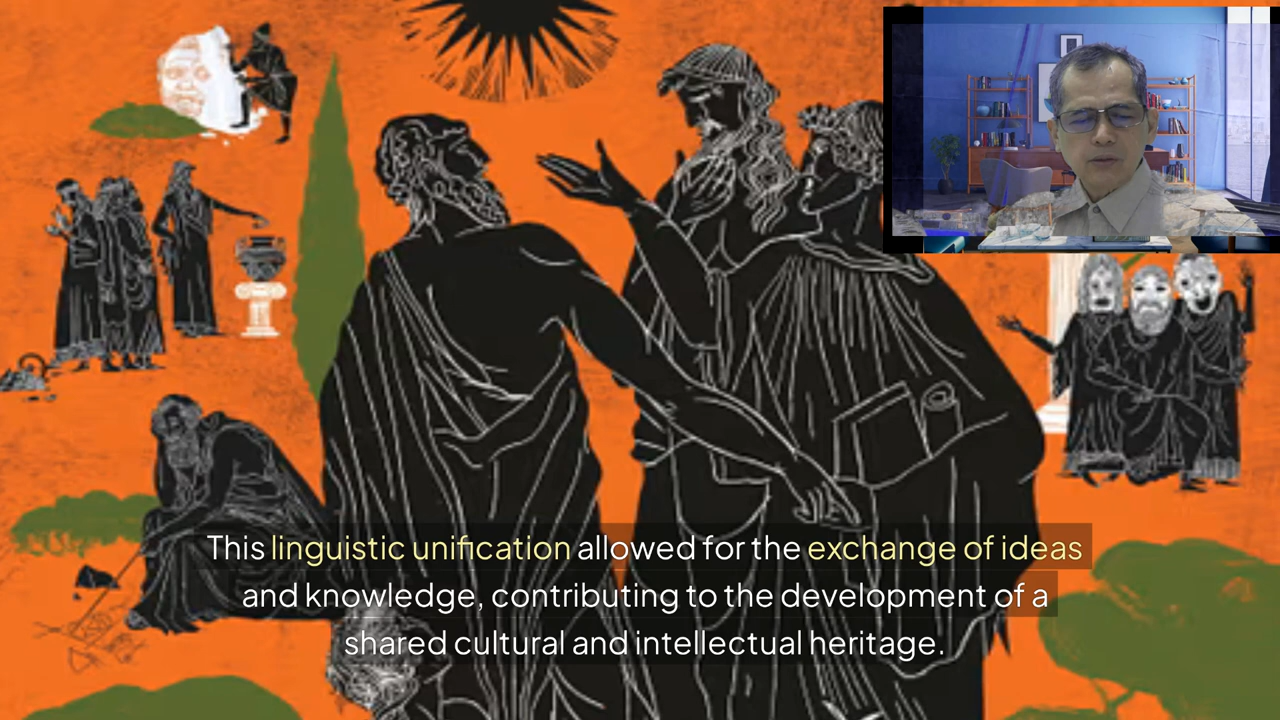 This linguistic unification allowed for the exchange of ideas
and knowledge, contributing to the development of a
shared cultural and intellectual heritage.